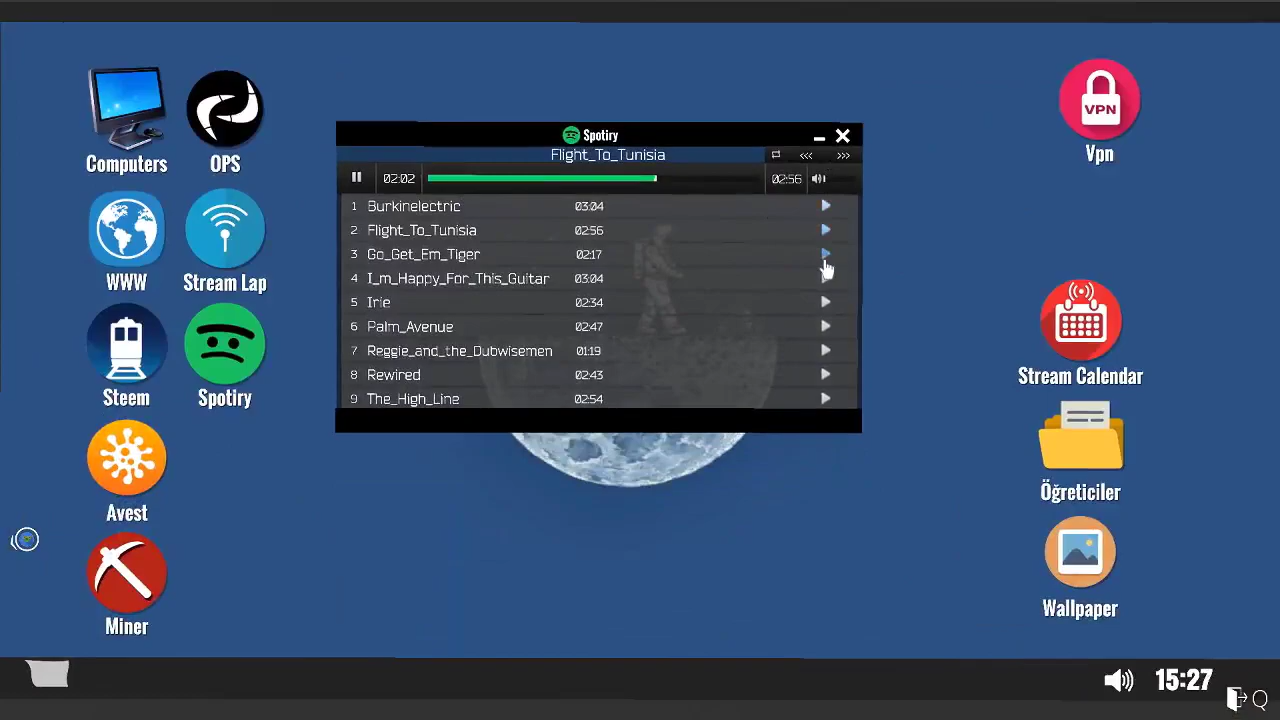 Spotiry
Flight_To_Tunisia
<<< >>>
02:02
02:56
1 Burkinelectric 03:04
2 Flight_To_Tunisia 02:56
3 Go_Get_Em_Tiger 02:17
4 I_m_Happy_For_This_Guitar 03:04
5 Irie 02:34
6 Palm_Avenue 02:47
7 Reggie_and_the_Dubwisemen 01:19
8 Rewired 02:43
9 The_High_Line 02:54
Computers
OPS
WWW
Stream Lap
Steem
Spotiry
Avest
Miner
VPN
Vpn
Stream Calendar
Öğreticiler
Wallpaper
15:27
Q